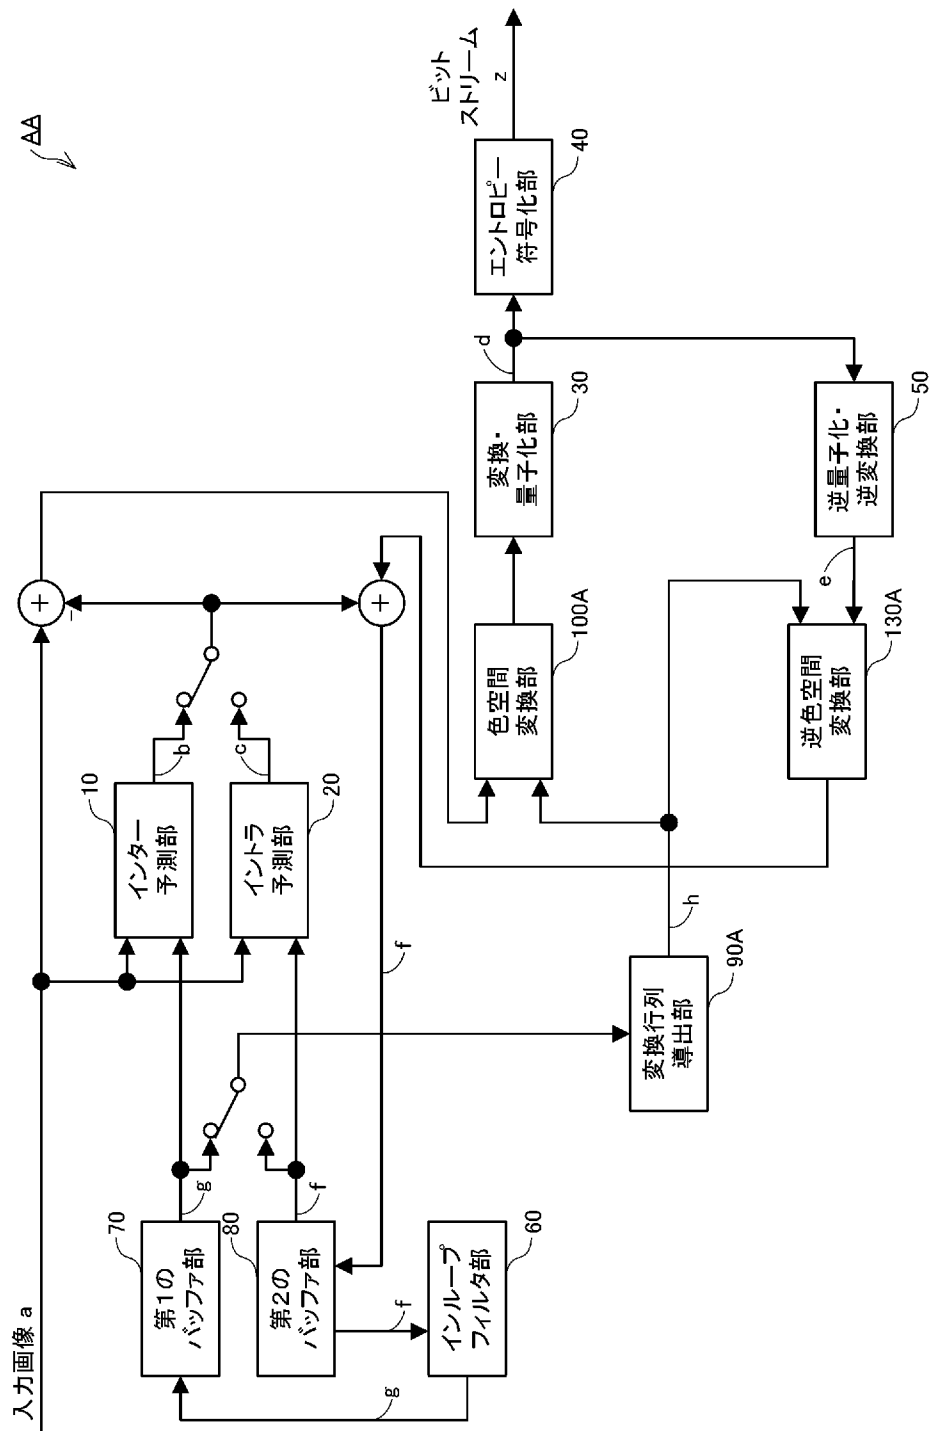 AA
入力画像 a
インター
予測部
10
b
イントラ
予測部
20
c
+
−
+
第1の
バッファ部
70
g
第2の
バッファ部
80
f
f
インループ
フィルタ部
60
g
f
変換行列
導出部
90A
h
色空間
変換部
100A
変換・
量子化部
30
d
エントロピー
符号化部
40
ビット
ストリーム
z
逆量子化・
逆変換部
50
e
逆色空間
変換部
130A